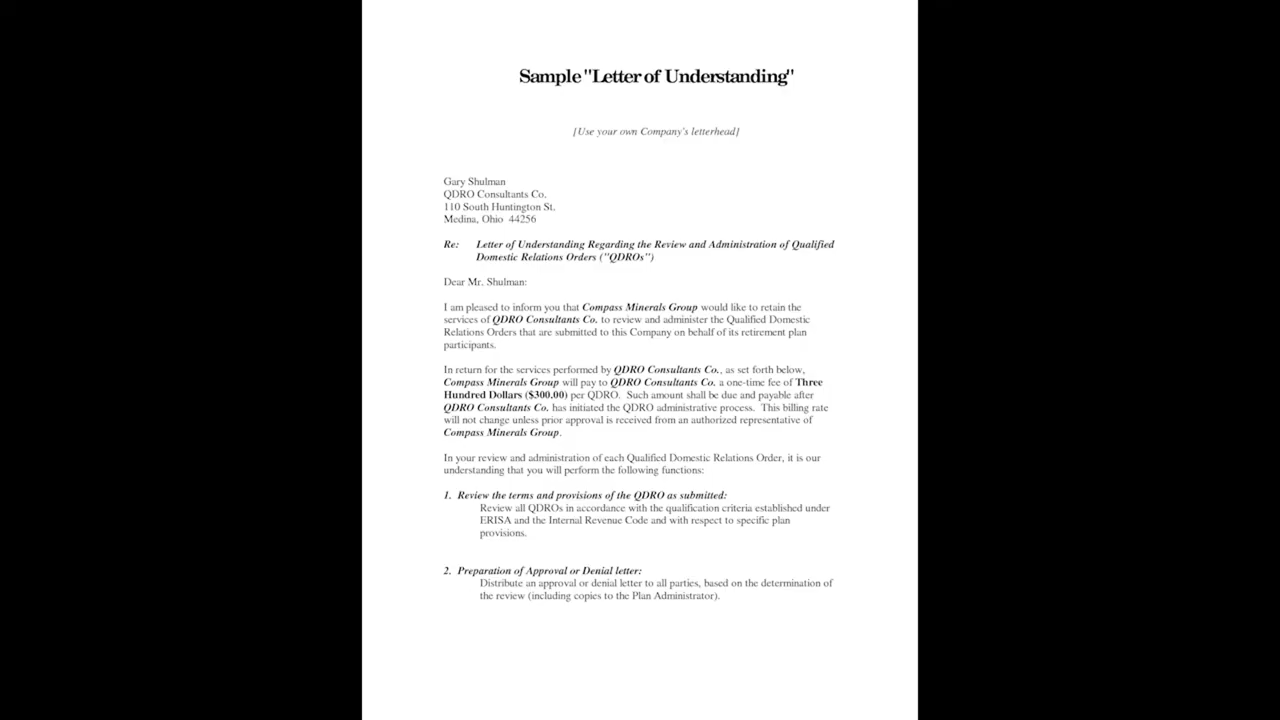 Sample "Letter of Understanding"
[Use your own Company's letterhead]
Gary Shulman
QDRO Consultants Co.
110 South Huntington St.
Medina, Ohio 44256
Re: Letter of Understanding Regarding the Review and Administration of Qualified
Domestic Relations Orders ("QDROs")
Dear Mr. Shulman:
I am pleased to inform you that Compass Minerals Group would like to retain the
services of QDRO Consultants Co. to review and administer the Qualified Domestic
Relations Orders that are submitted to this Company on behalf of its retirement plan
participants.
In return for the services performed by QDRO Consultants Co., as set forth below,
Compass Minerals Group will pay to QDRO Consultants Co. a one-time fee of Three
Hundred Dollars ($300.00) per QDRO. Such amount shall be due and payable after
QDRO Consultants Co. has initiated the QDRO administrative process. This billing rate
will not change unless prior approval is received from an authorized representative of
Compass Minerals Group.
In your review and administration of each Qualified Domestic Relations Order, it is our
understanding that you will perform the following functions:
1. Review the terms and provisions of the QDRO as submitted:
Review all QDROs in accordance with the qualification criteria established under
ERISA and the Internal Revenue Code and with respect to specific plan
provisions.
2. Preparation of Approval or Denial letter:
Distribute an approval or denial letter to all parties, based on the determination of
the review (including copies to the Plan Administrator).